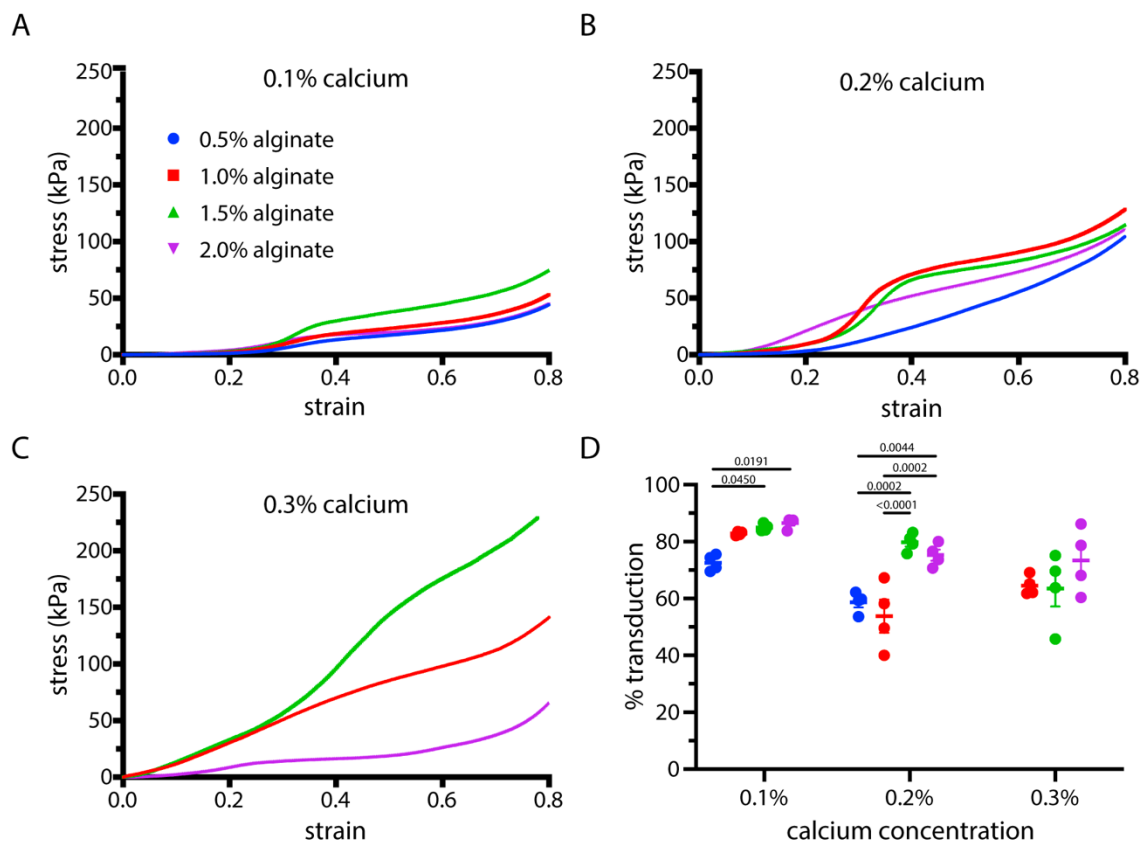 A
0.1% calcium
250
200
150
100
50
0
stress (kPa)
0.5% alginate
1.0% alginate
1.5% alginate
2.0% alginate
0.0 0.2 0.4 0.6 0.8
strain
B
0.2% calcium
250
200
150
100
50
0
stress (kPa)
0.0 0.2 0.4 0.6 0.8
strain
C
0.3% calcium
250
200
150
100
50
0
stress (kPa)
0.0 0.2 0.4 0.6 0.8
strain
D
0.0191
0.0450
0.0044
0.0002
0.0002
<0.0001
100
80
60
40
20
0
% transduction
0.1% 0.2% 0.3%
calcium concentration